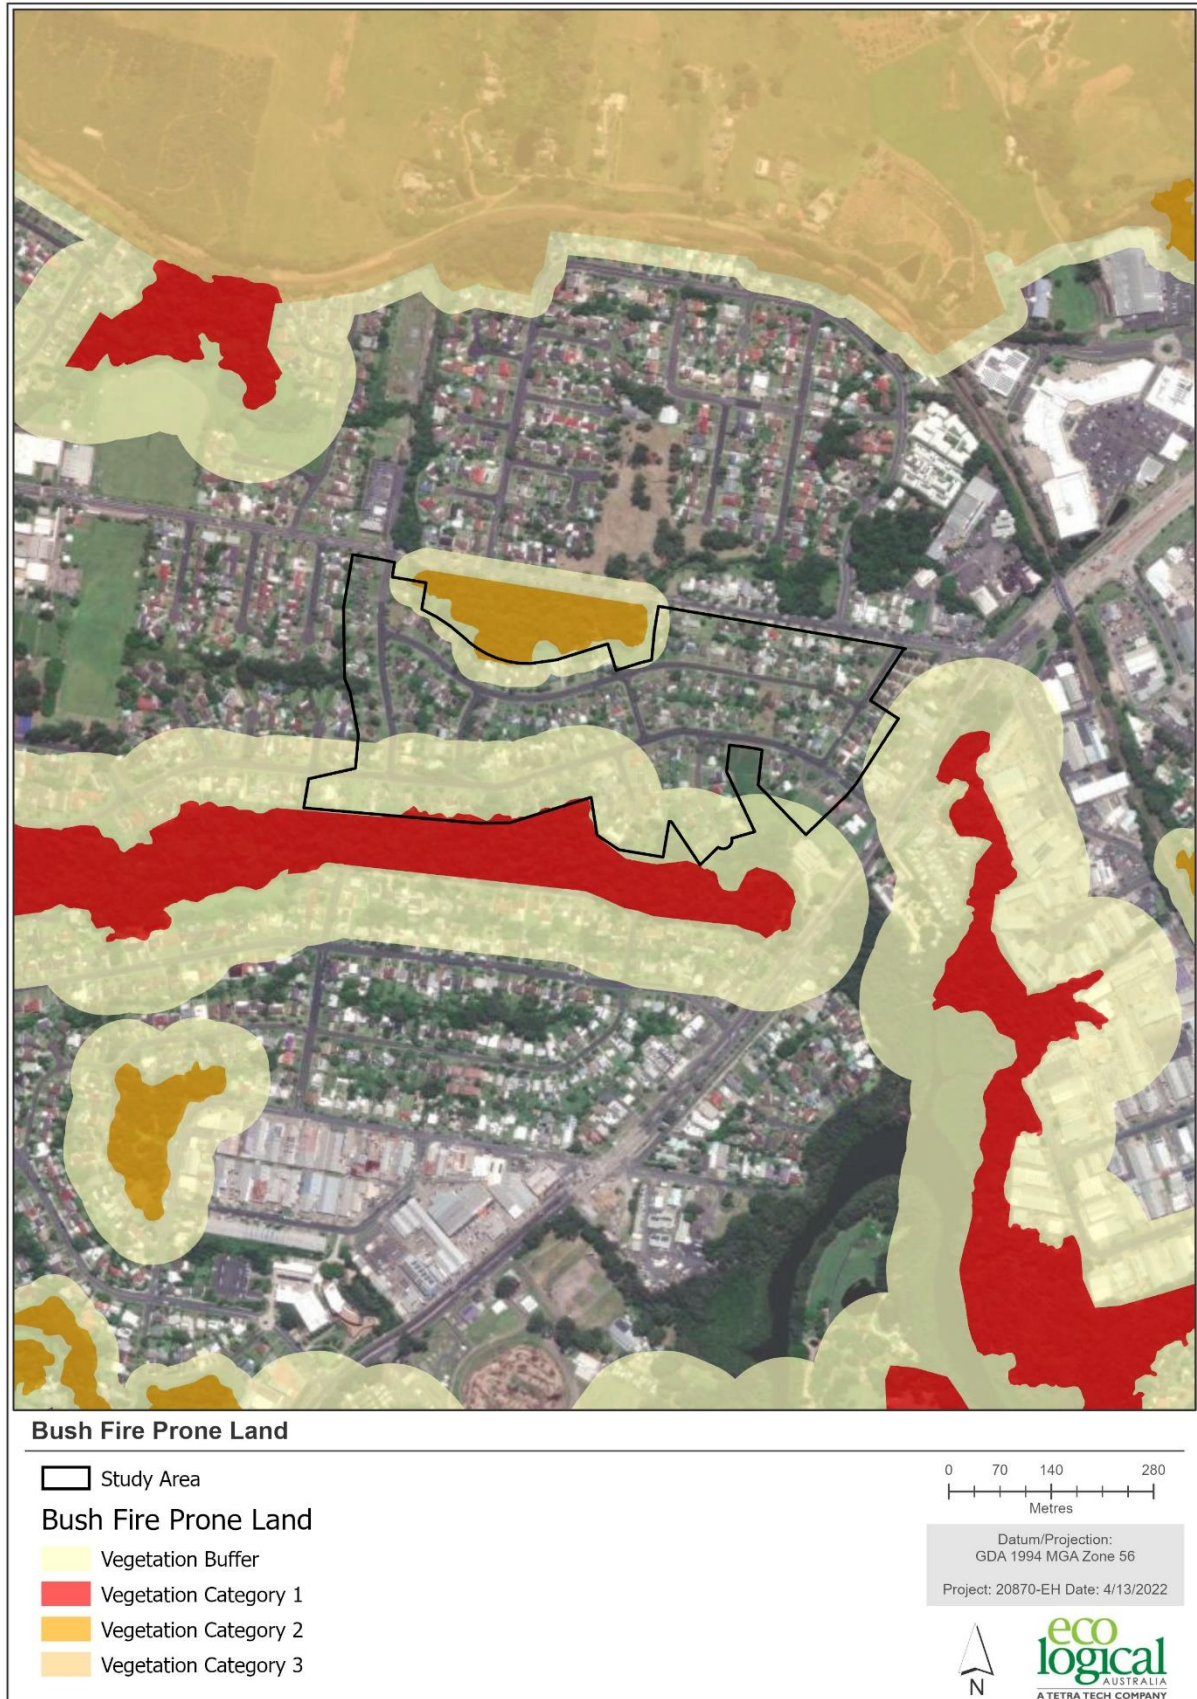 Bush Fire Prone Land
Study Area
Bush Fire Prone Land
Vegetation Buffer
Vegetation Category 1
Vegetation Category 2
Vegetation Category 3
0 70 140 280
Metres
Datum/Projection:
GDA 1994 MGA Zone 56
Project: 20870-EH Date: 4/13/2022
N
eco
logical
AUSTRALIA
A TETRA TECH COMPANY